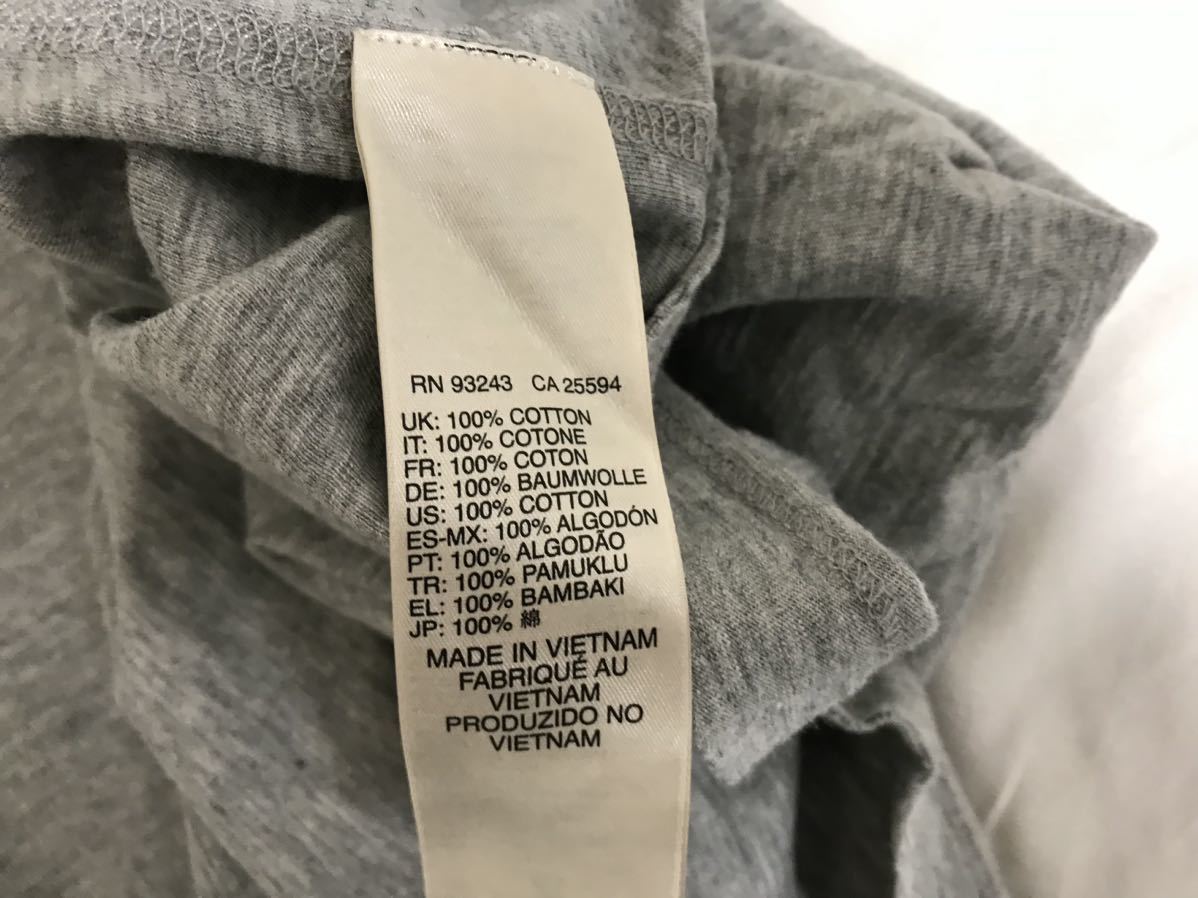 RN 93243 CA 25594
UK: 100% COTTON
IT: 100% COTONE
FR: 100% COTON
DE: 100% BAUMWOLLE
US: 100% COTTON
ES-MX: 100% ALGODÓN
PT: 100% ALGODÃO
TR: 100% PAMUKLU
EL: 100% BAMBAKI
JP: 100% 綿
MADE IN VIETNAM
FABRIQUÉ AU
VIETNAM
PRODUZIDO NO
VIETNAM